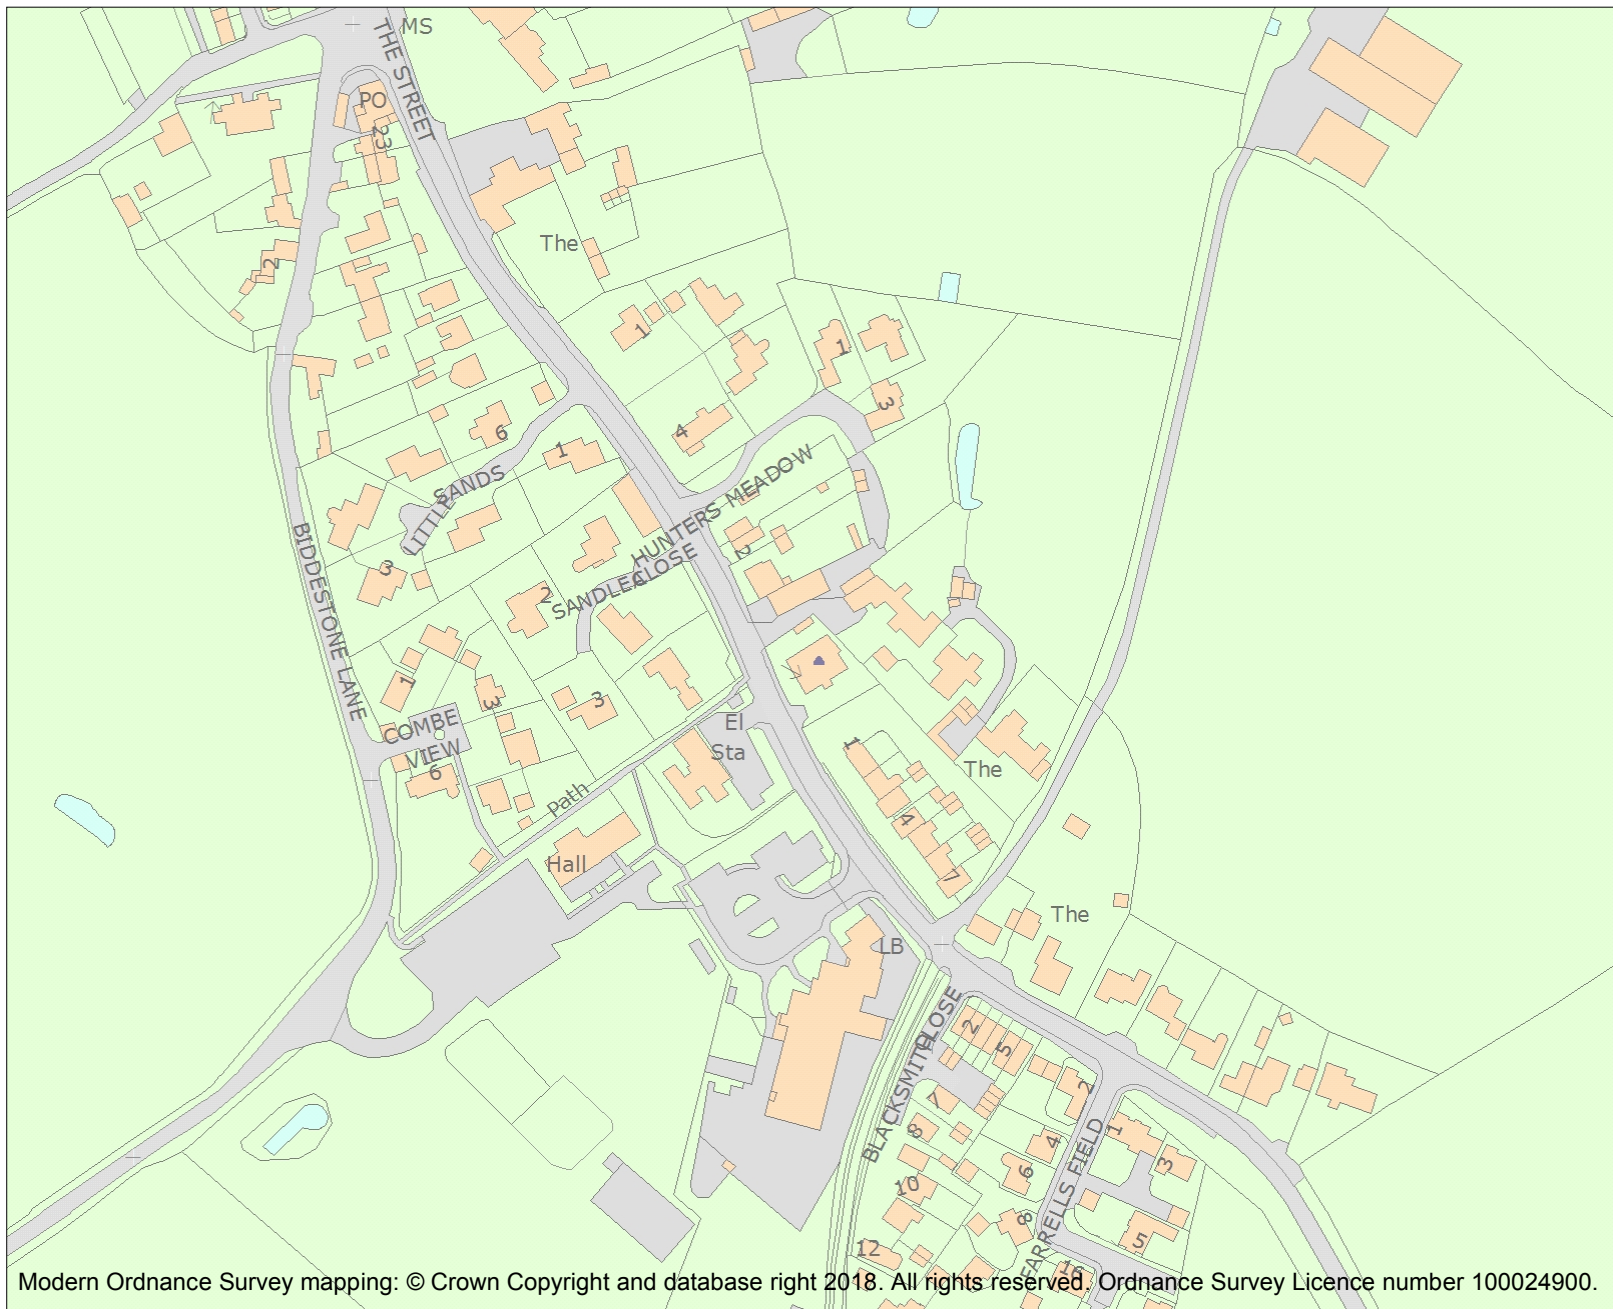 MS
THE STREET
PO
23
2
The
1
1
3
4
6
1
SANDS
LITTLE
HUNTERS MEADOW
2
3
2
SANDLEA
CLOSE
BIDDESTONE LANE
1
3
3
COMBE
VIEW
6
El
Sta
1
The
Path
4
Hall
7
The
LB
BLACKSMITH
CLOSE
2
5
2
7
8
1
4
3
6
10
FARRELLS FIELD
8
5
12
16
Modern Ordnance Survey mapping: © Crown Copyright and database right 2018. All rights reserved. Ordnance Survey Licence number 100024900.